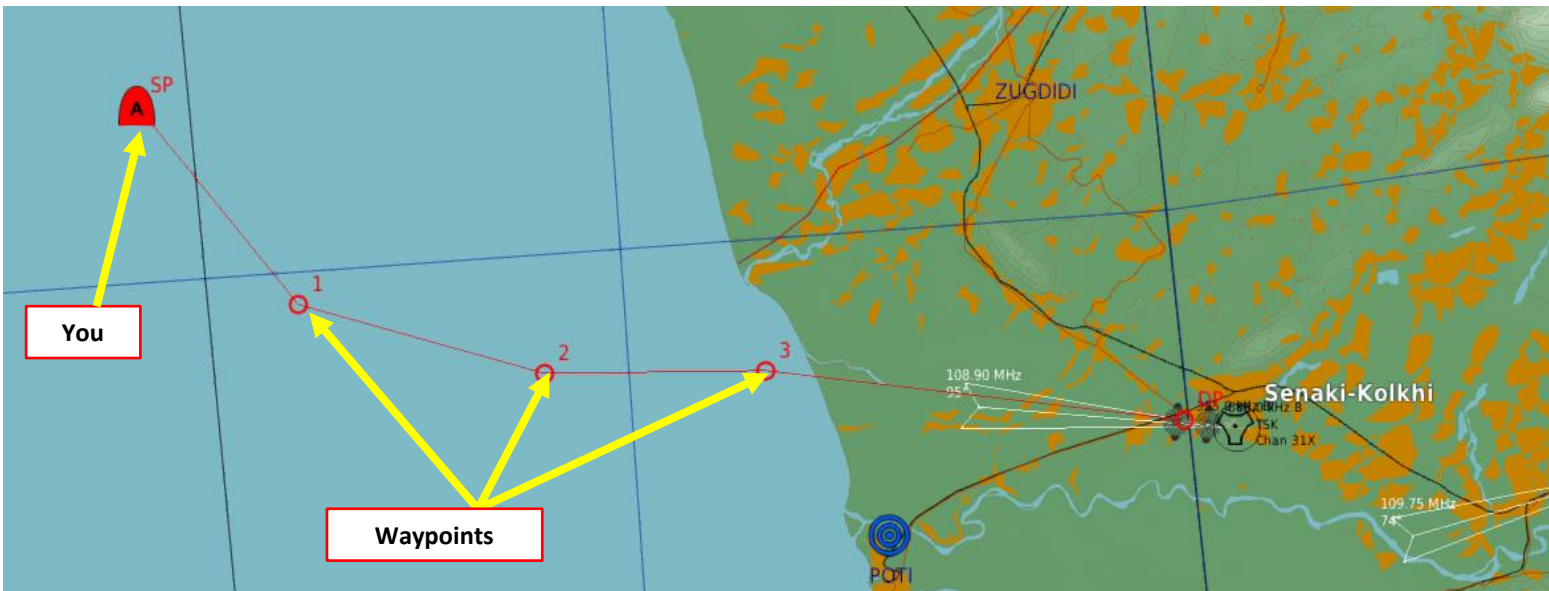 SP
A
ZUGDIDI
You
1
2
3
108.90 MHz
95°
DP
Senaki-Kolkhi
TSK
Chan 31X
Waypoints
109.75 MHz
74°
POTI